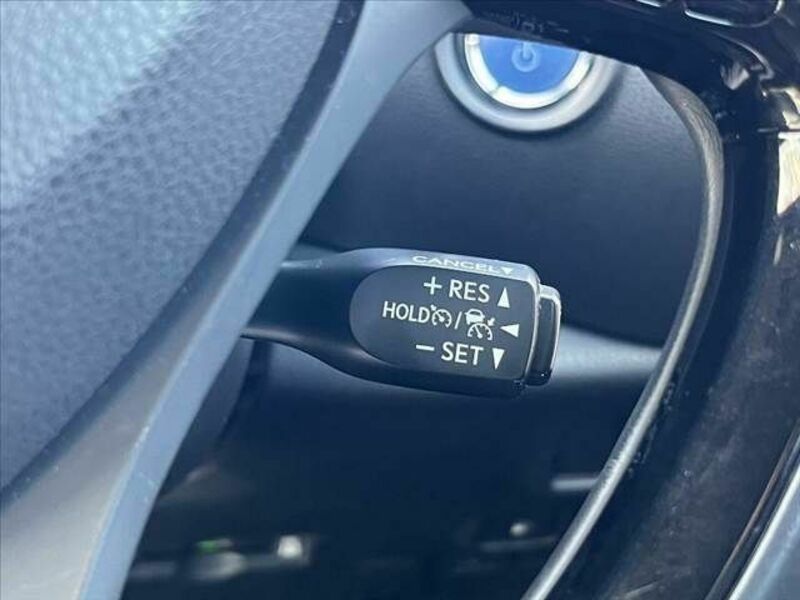 CANCEL▼
+ RES ▲
HOLD / ◀
− SET ▼